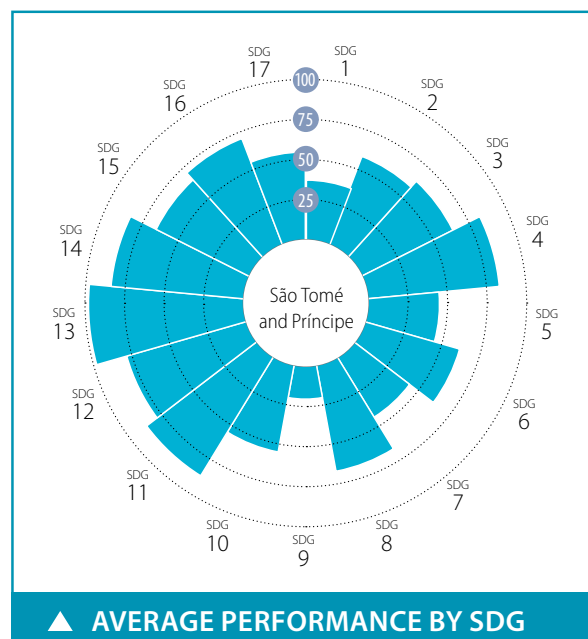 SDG
1
SDG
2
SDG
3
SDG
4
SDG
5
SDG
6
SDG
7
SDG
8
SDG
9
SDG
10
SDG
11
SDG
12
SDG
13
SDG
14
SDG
15
SDG
16
SDG
17
100
75
50
25
São Tomé
and Príncipe
▲ AVERAGE PERFORMANCE BY SDG